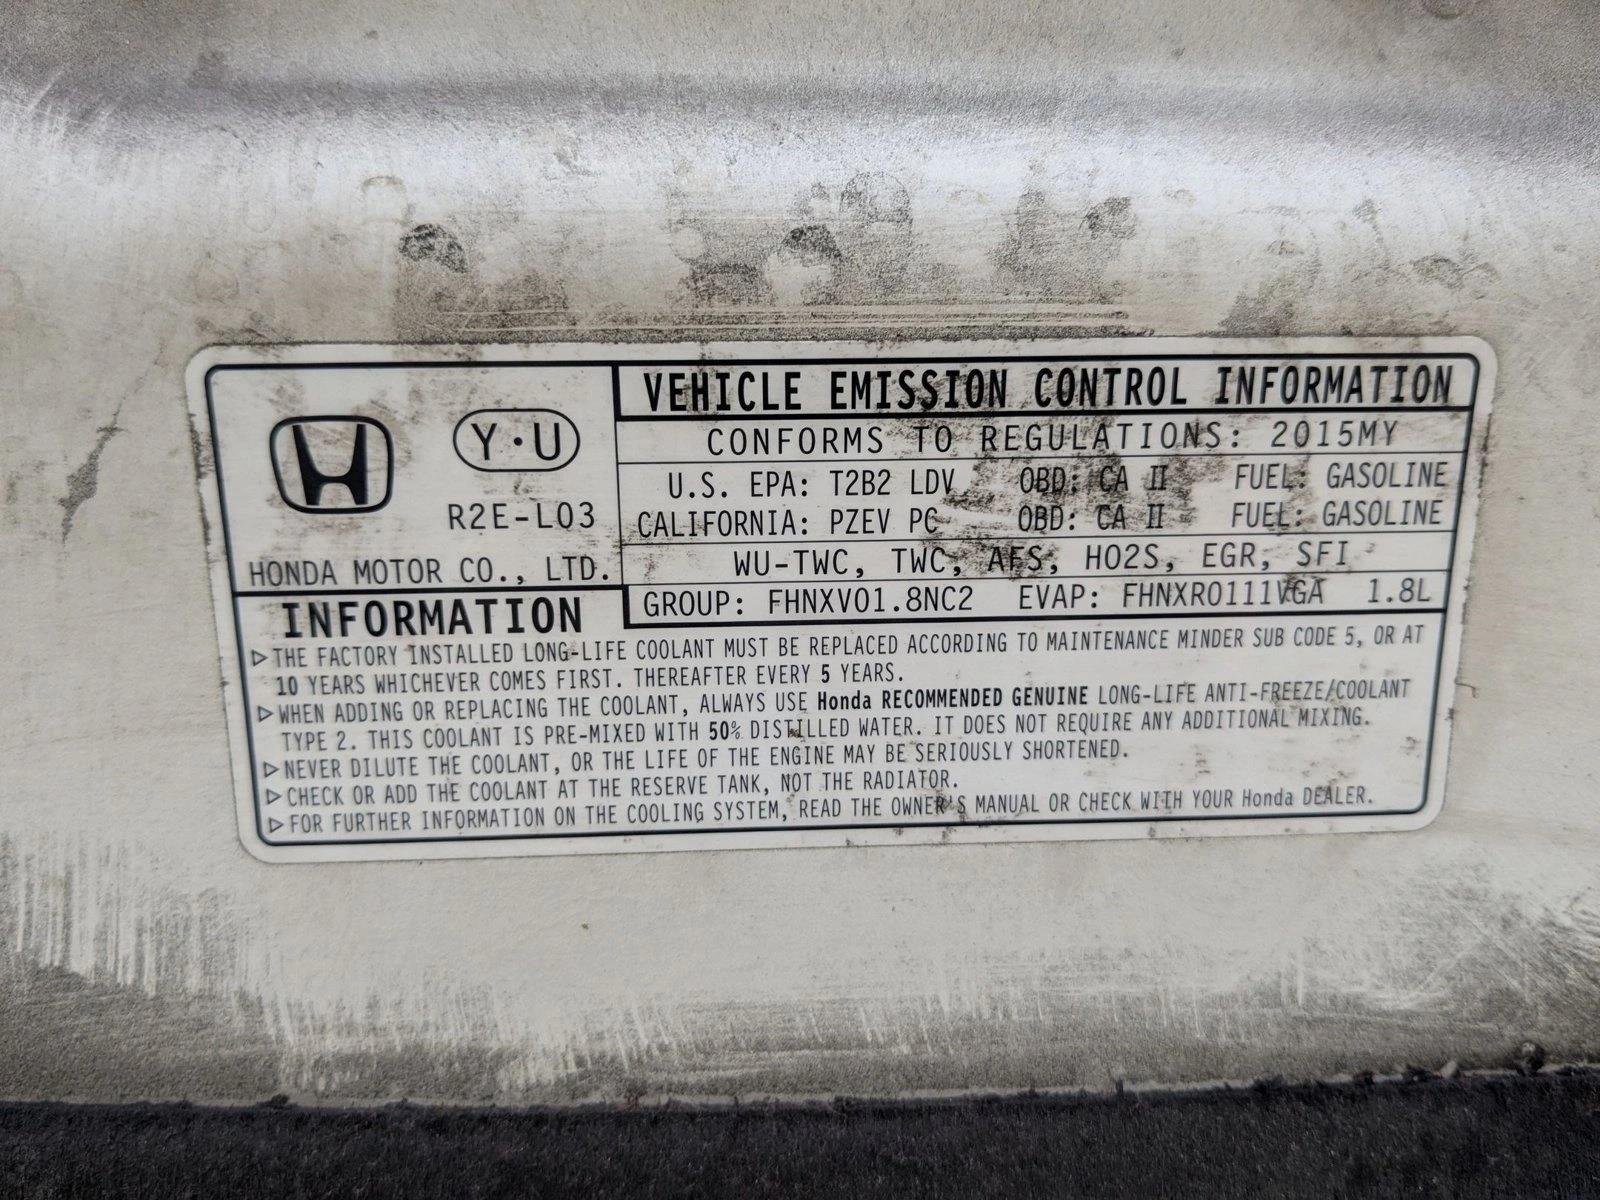 VEHICLE EMISSION CONTROL INFORMATION
Y·U
R2E-L03
HONDA MOTOR CO., LTD.
CONFORMS TO REGULATIONS: 2015MY
U.S. EPA: T2B2 LDV OBD: CA II FUEL: GASOLINE
CALIFORNIA: PZEV PC OBD: CA II FUEL: GASOLINE
WU-TWC, TWC, AFS, HO2S, EGR, SFI
GROUP: FHNXV01.8NC2 EVAP: FHNXR0111VGA 1.8L
INFORMATION
▷THE FACTORY INSTALLED LONG-LIFE COOLANT MUST BE REPLACED ACCORDING TO MAINTENANCE MINDER SUB CODE 5, OR AT
10 YEARS WHICHEVER COMES FIRST. THEREAFTER EVERY 5 YEARS.
▷WHEN ADDING OR REPLACING THE COOLANT, ALWAYS USE Honda RECOMMENDED GENUINE LONG-LIFE ANTI-FREEZE/COOLANT
TYPE 2. THIS COOLANT IS PRE-MIXED WITH 50% DISTILLED WATER. IT DOES NOT REQUIRE ANY ADDITIONAL MIXING.
▷NEVER DILUTE THE COOLANT, OR THE LIFE OF THE ENGINE MAY BE SERIOUSLY SHORTENED.
▷CHECK OR ADD THE COOLANT AT THE RESERVE TANK, NOT THE RADIATOR.
▷FOR FURTHER INFORMATION ON THE COOLING SYSTEM, READ THE OWNER'S MANUAL OR CHECK WITH YOUR Honda DEALER.